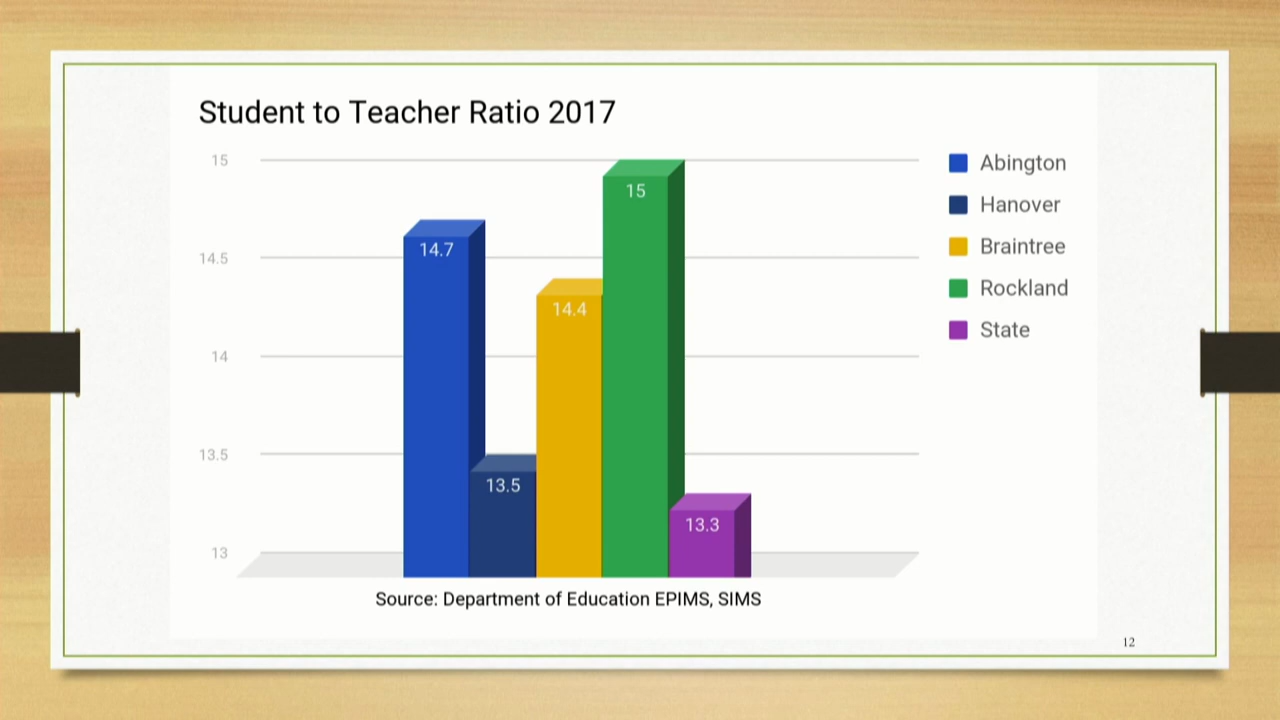 Student to Teacher Ratio 2017
15
14.5
14
13.5
13
14.7
13.5
14.4
15
13.3
Abington
Hanover
Braintree
Rockland
State
Source: Department of Education EPIMS, SIMS
12